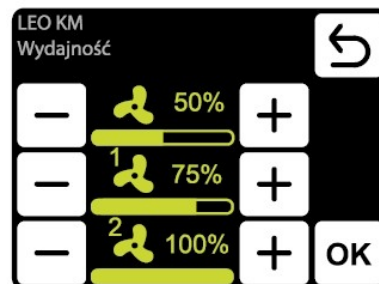 LEO KM
Wydajność
− 50% +
1
− 75% +
2
− 100% +
OK